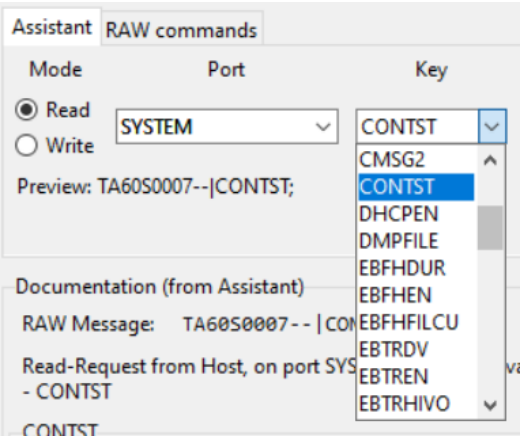 Assistant RAW commands
Mode Port Key
Read
SYSTEM CONTST
Write
CMSG2
Preview: TA60S0007--|CONTST;
CONTST
DHCPEN
DMPFILE
EBFHDUR
EBFHEN
EBFHFILCU
EBTRDV
EBTREN
EBTRHIVO
Documentation (from Assistant)
RAW Message: TA60S0007--|CON
Read-Request from Host, on port SYS
- CONTST
CONTST